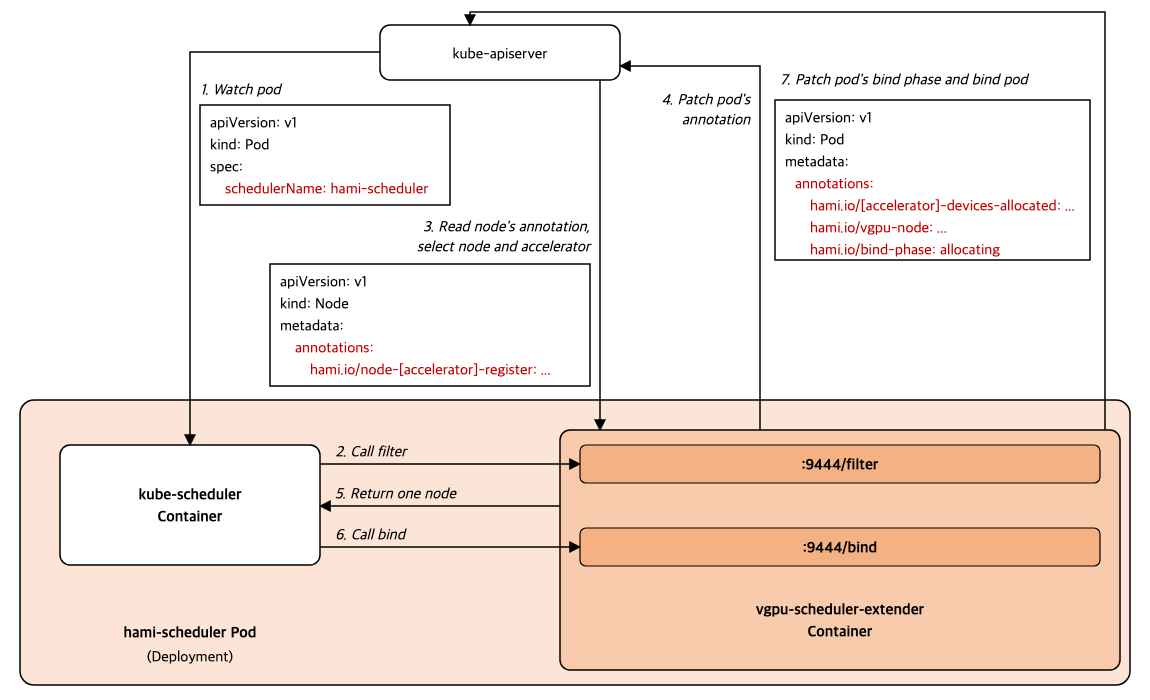 kube-apiserver
1. Watch pod
apiVersion: v1
kind: Pod
spec:
schedulerName: hami-scheduler
3. Read node's annotation,
select node and accelerator
apiVersion: v1
kind: Node
metadata:
annotations:
hami.io/node-[accelerator]-register: ...
4. Patch pod's
annotation
7. Patch pod's bind phase and bind pod
apiVersion: v1
kind: Pod
metadata:
annotations:
hami.io/[accelerator]-devices-allocated: ...
hami.io/vgpu-node: ...
hami.io/bind-phase: allocating
kube-scheduler
Container
2. Call filter
5. Return one node
6. Call bind
:9444/filter
:9444/bind
vgpu-scheduler-extender
Container
hami-scheduler Pod
(Deployment)